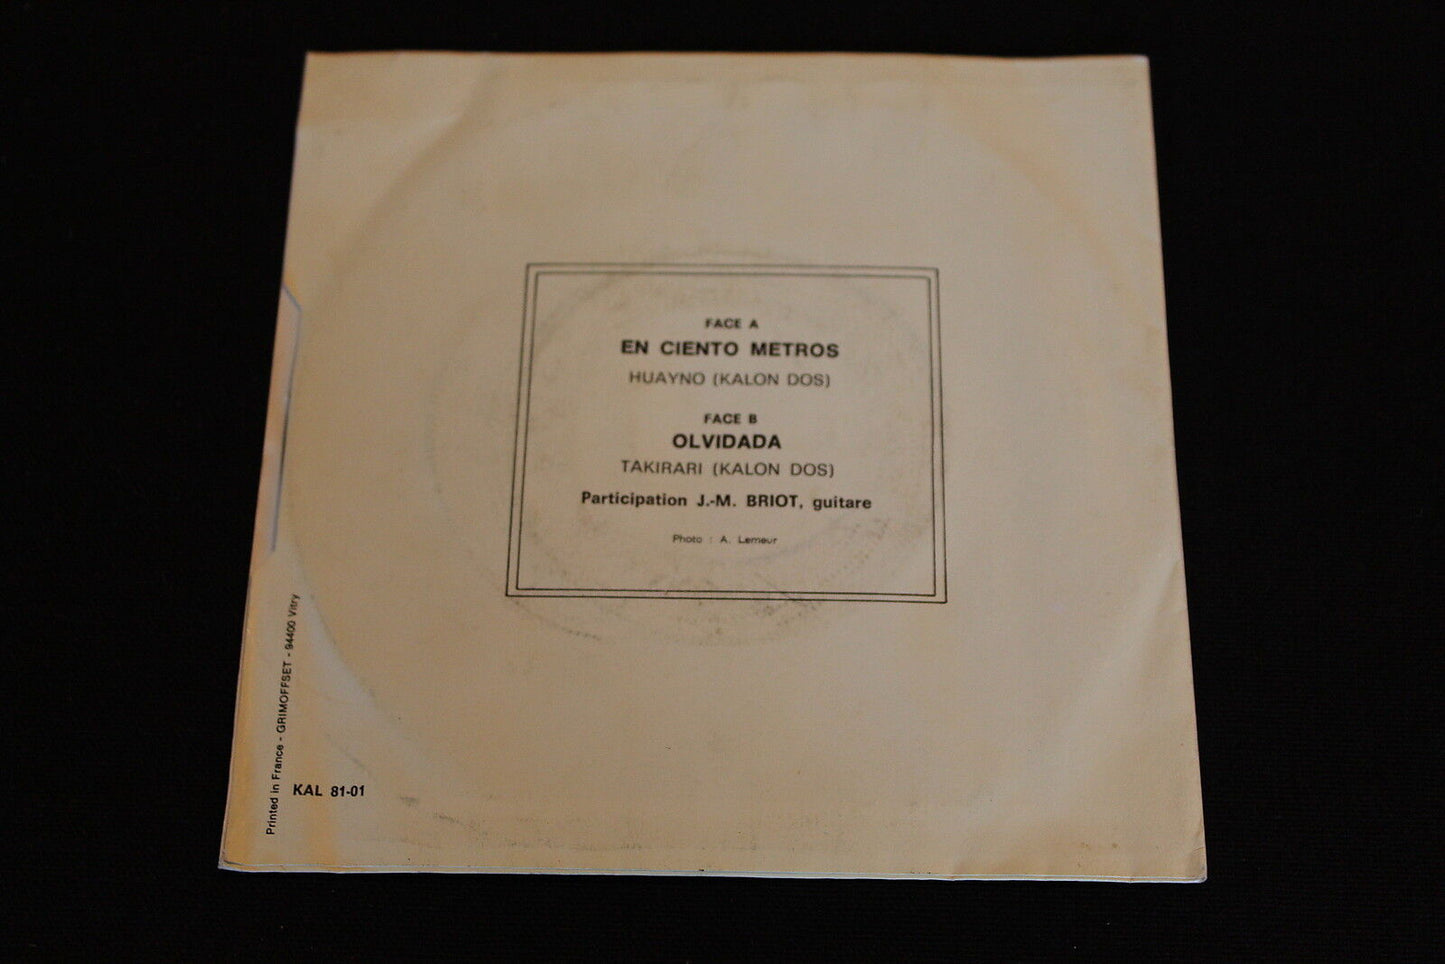 FACE A
EN CIENTO METROS
HUAYNO (KALON DOS)
FACE B
OLVIDADA
TAKIRARI (KALON DOS)
Participation J.-M. BRIOT, guitare
Photo : A. Lemeur
Printed in France - GRIMOFFSET - 94400 Vitry
KAL 81-01